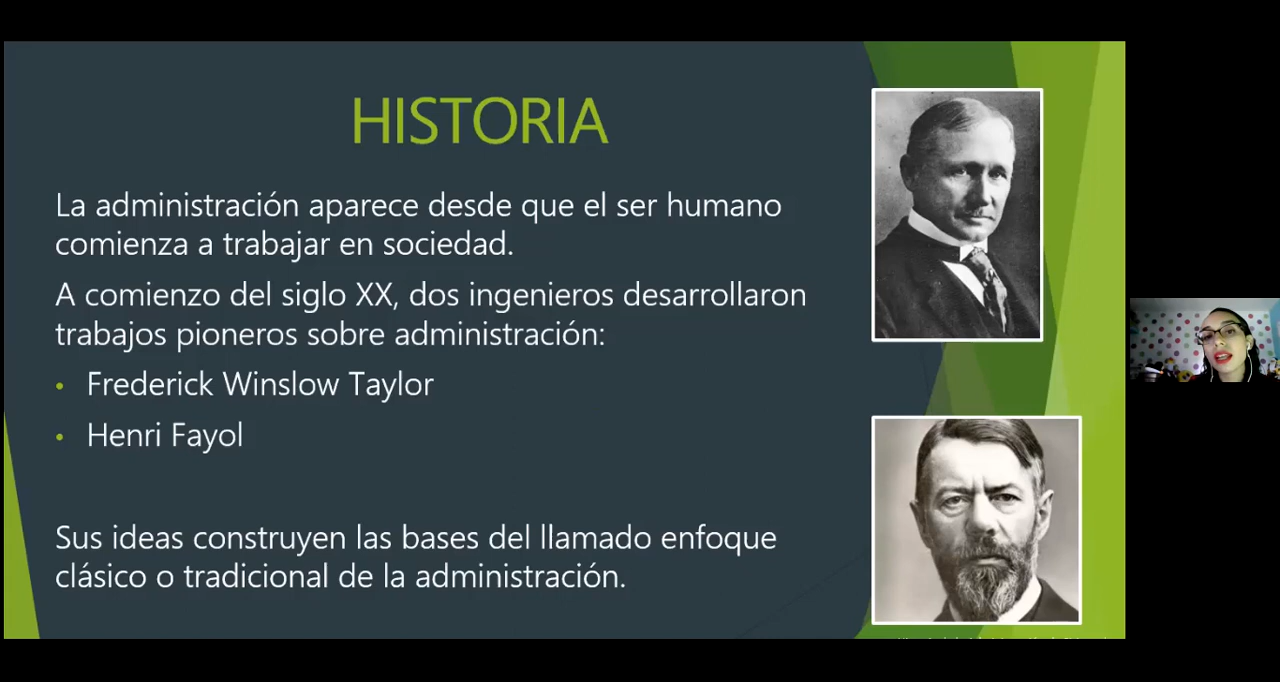 HISTORIA
La administración aparece desde que el ser humano
comienza a trabajar en sociedad.
A comienzo del siglo XX, dos ingenieros desarrollaron
trabajos pioneros sobre administración:
• Frederick Winslow Taylor
• Henri Fayol
Sus ideas construyen las bases del llamado enfoque
clásico o tradicional de la administración.